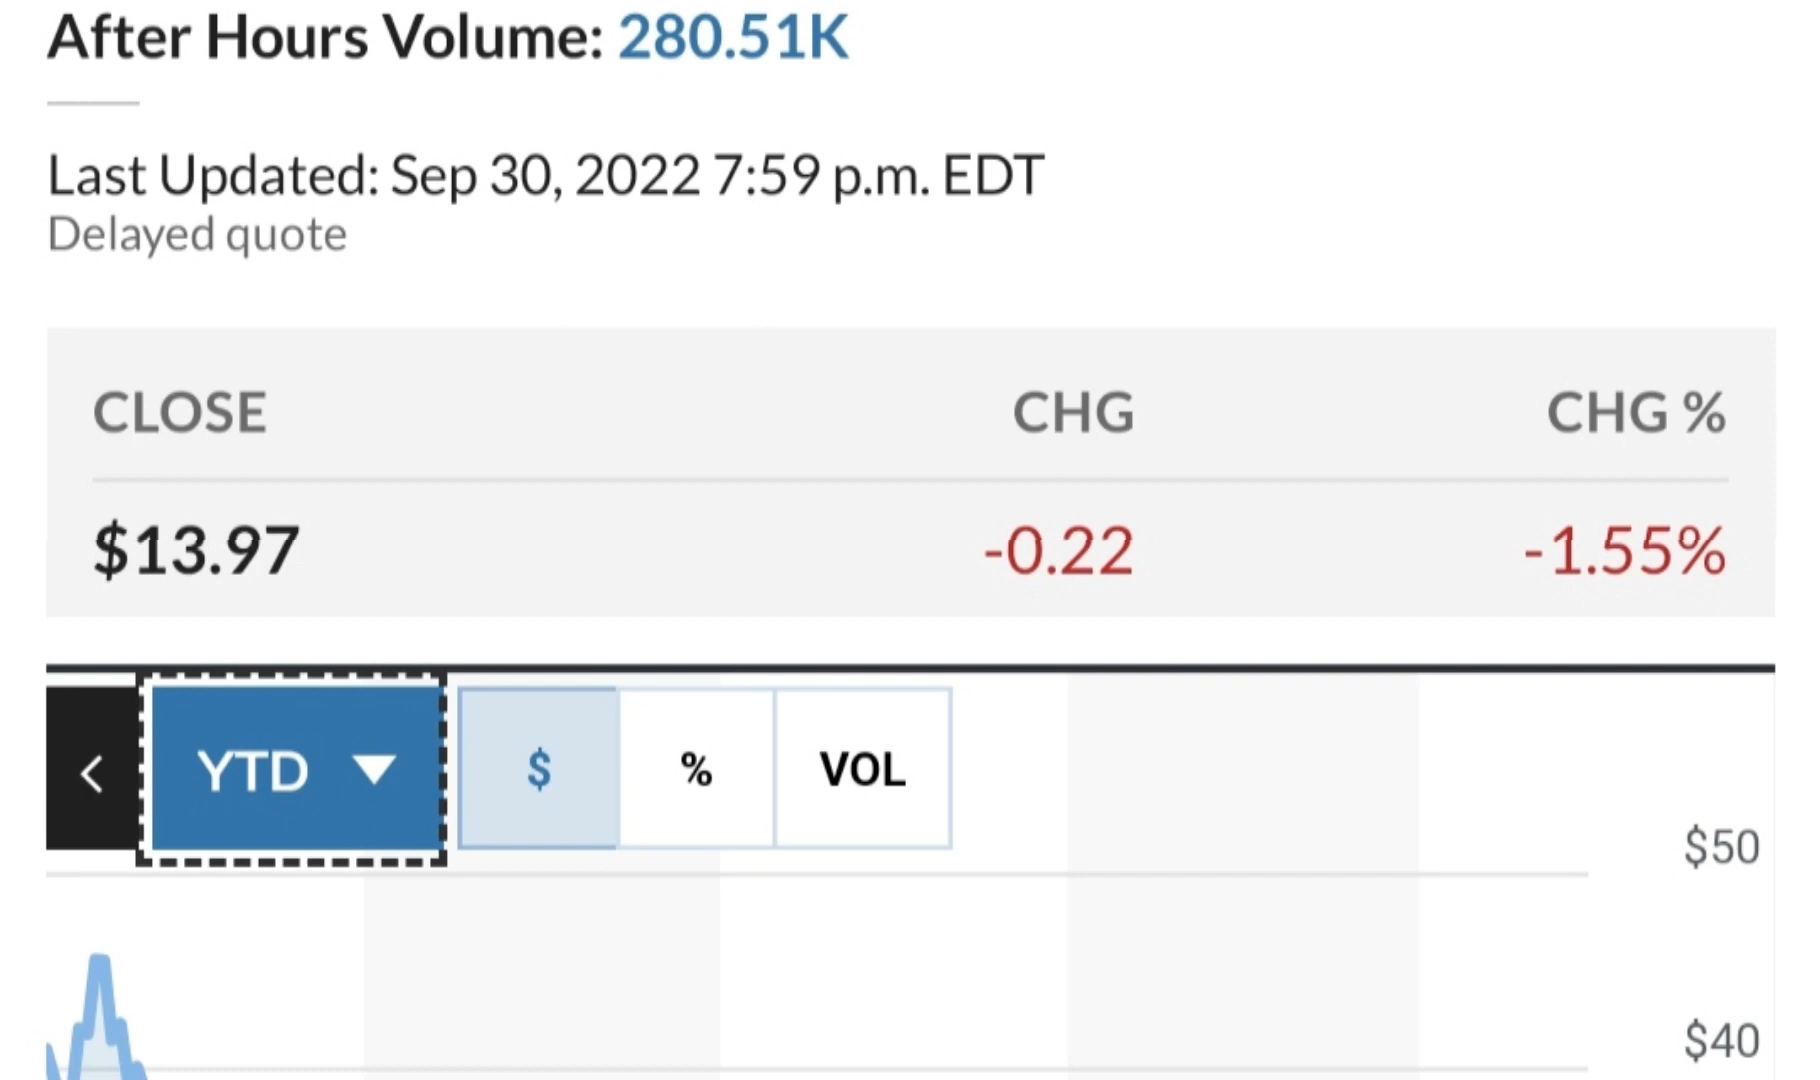 After Hours Volume: 280.51K
Last Updated: Sep 30, 2022 7:59 p.m. EDT
Delayed quote
CLOSE CHG CHG %
$13.97 -0.22 -1.55%
YTD $ % VOL
$50
$40